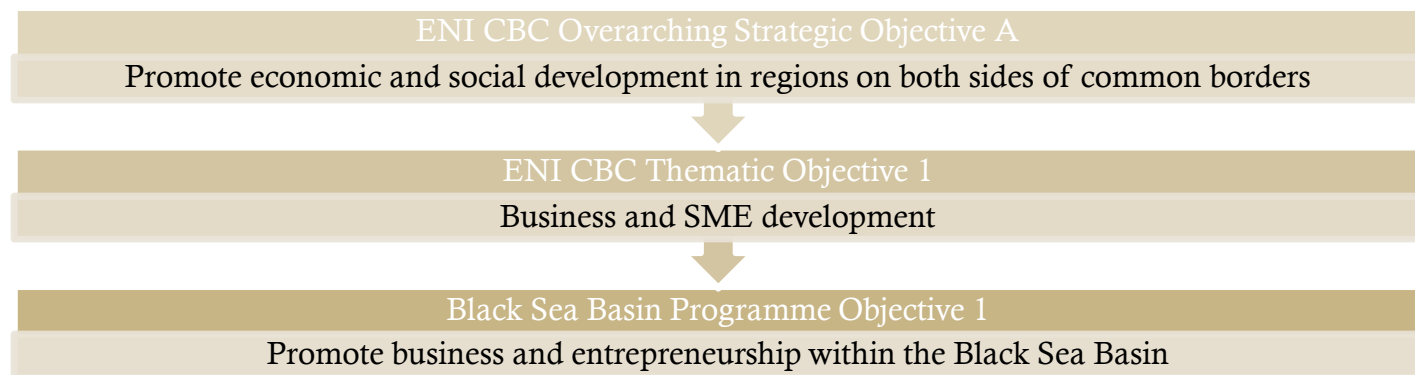 ENI CBC Overarching Strategic Objective A
Promote economic and social development in regions on both sides of common borders
ENI CBC Thematic Objective 1
Business and SME development
Black Sea Basin Programme Objective 1
Promote business and entrepreneurship within the Black Sea Basin